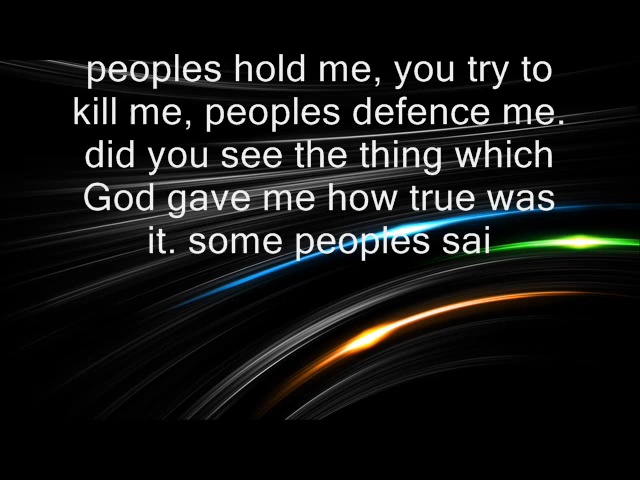 peoples hold me, you try to
kill me, peoples defence me.
did you see the thing which
God gave me how true was
it. some peoples sai